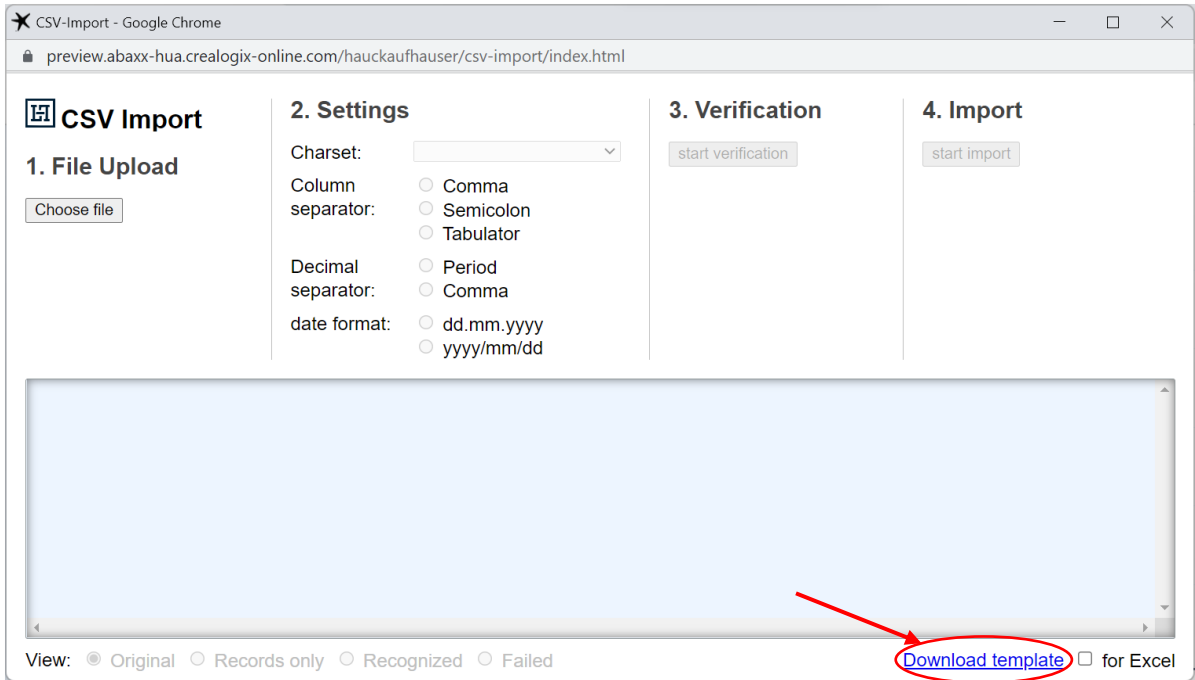 CSV-Import - Google Chrome
preview.abaxx-hua.crealogix-online.com/hauckaufhauser/csv-import/index.html
CSV Import
1. File Upload
Choose file
2. Settings
Charset:
Column
separator:
Comma
Semicolon
Tabulator
Decimal
separator:
Period
Comma
date format:
dd.mm.yyyy
yyyy/mm/dd
3. Verification
start verification
4. Import
start import
View: Original Records only Recognized Failed
Download template for Excel